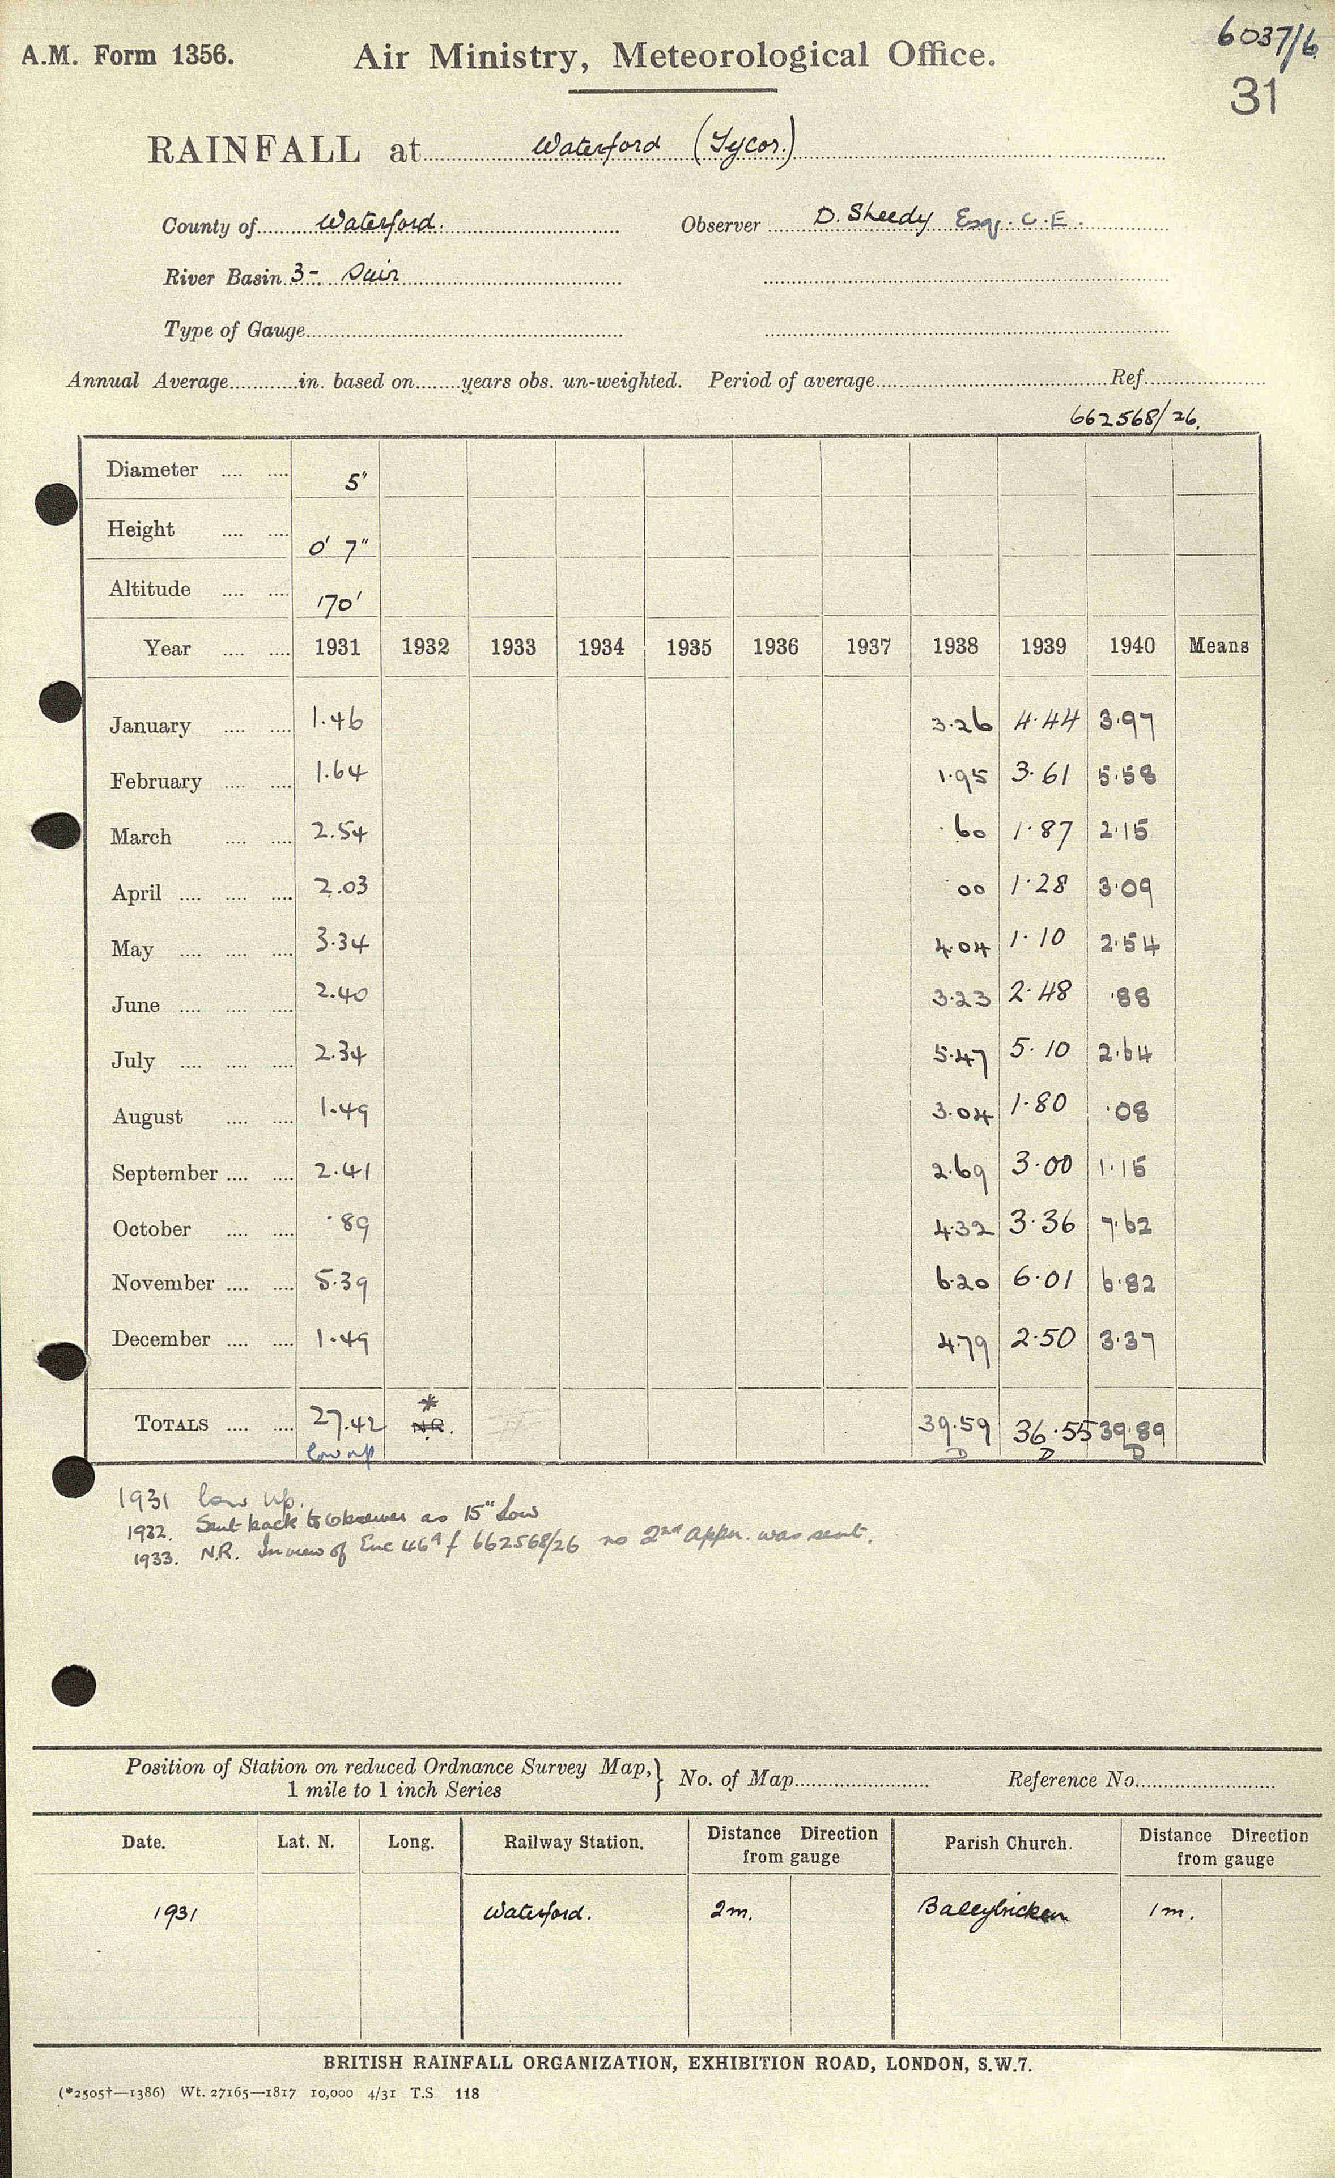 6037/6
A.M. Form 1356. Air Ministry, Meteorological Office.
31
RAINFALL at Waterford (Tycor.)
County of Waterford. Observer D. Sheedy Esq. C.E.
River Basin 3-. Suir
Type of Gauge
Annual Average in. based on years obs. un-weighted. Period of average Ref
662568/26.
Diameter 5"
Height 0' 7"
Altitude 170'
Year 1931 1932 1933 1934 1935 1936 1937 1938 1939 1940 Means
January 1.46 3.26 4.44 3.97
February 1.64 1.95 3.61 5.58
March 2.54 .60 1.87 2.15
April 2.03 .00 1.28 3.09
May 3.34 4.04 1.10 2.54
June 2.40 3.23 2.48 .88
July 2.34 5.47 5.10 2.64
August 1.49 3.04 1.80 .08
September 2.41 2.69 3.00 1.15
October .89 4.32 3.36 7.62
November 5.39 6.20 6.01 6.82
December 1.49 4.79 2.50 3.37
*
TOTALS 27.42 N.R. 39.59 36.55 39.89
low up D D D
1931 low up.
1932. Sent back to Observer as 15" low
1933. N.R. In view of Enc 46A f 662568/26 no 2nd appn. was sent.
Position of Station on reduced Ordnance Survey Map, } No. of Map Reference No.
1 mile to 1 inch Series
Date. Lat. N. Long. Railway Station. Distance Direction from gauge Parish Church. Distance Direction from gauge
1931 Waterford. 2m. Ballybricken 1m.
BRITISH RAINFALL ORGANIZATION, EXHIBITION ROAD, LONDON, S.W.7.
(*2505†—1386) Wt. 27165—1817 10,000 4/31 T.S 118